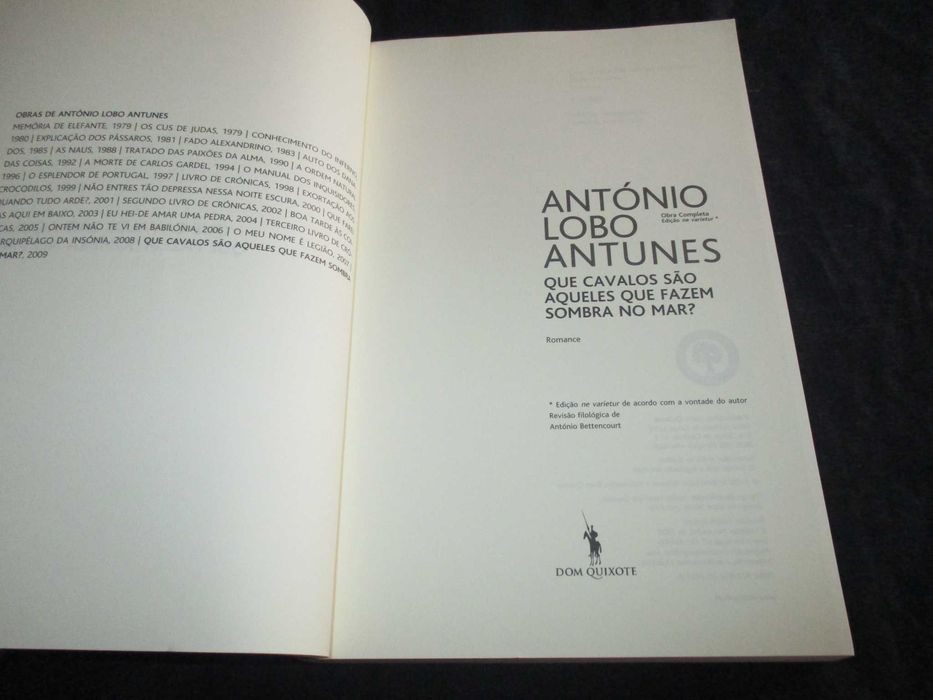 OBRAS DE ANTÓNIO LOBO ANTUNES
MEMÓRIA DE ELEFANTE, 1979 | OS CUS DE JUDAS, 1979 | CONHECIMENTO DO INFERNO,
1980 | EXPLICAÇÃO DOS PÁSSAROS, 1981 | FADO ALEXANDRINO, 1983 | AUTO DOS DANA-
DOS, 1985 | AS NAUS, 1988 | TRATADO DAS PAIXÕES DA ALMA, 1990 | A ORDEM NATURAL
DAS COISAS, 1992 | A MORTE DE CARLOS GARDEL, 1994 | O MANUAL DOS INQUISIDORES,
1996 | O ESPLENDOR DE PORTUGAL, 1997 | LIVRO DE CRÓNICAS, 1998 | EXORTAÇÃO AOS
CROCODILOS, 1999 | NÃO ENTRES TÃO DEPRESSA NESSA NOITE ESCURA, 2000 | QUE FAREI
QUANDO TUDO ARDE?, 2001 | SEGUNDO LIVRO DE CRÓNICAS, 2002 | BOA TARDE ÀS COI-
AS AQUI EM BAIXO, 2003 | EU HEI-DE AMAR UMA PEDRA, 2004 | TERCEIRO LIVRO DE CRÓ-
CAS, 2005 | ONTEM NÃO TE VI EM BABILÓNIA, 2006 | O MEU NOME É LEGIÃO, 2007 |
ARQUIPÉLAGO DA INSÓNIA, 2008 | QUE CAVALOS SÃO AQUELES QUE FAZEM SOMBRA
MAR?, 2009
ANTÓNIO
LOBO
Obra Completa
Edição ne varietur *
ANTUNES
QUE CAVALOS SÃO
AQUELES QUE FAZEM
SOMBRA NO MAR?
Romance
* Edição ne varietur de acordo com a vontade do autor
Revisão filológica de
António Bettencourt
DOM QUIXOTE